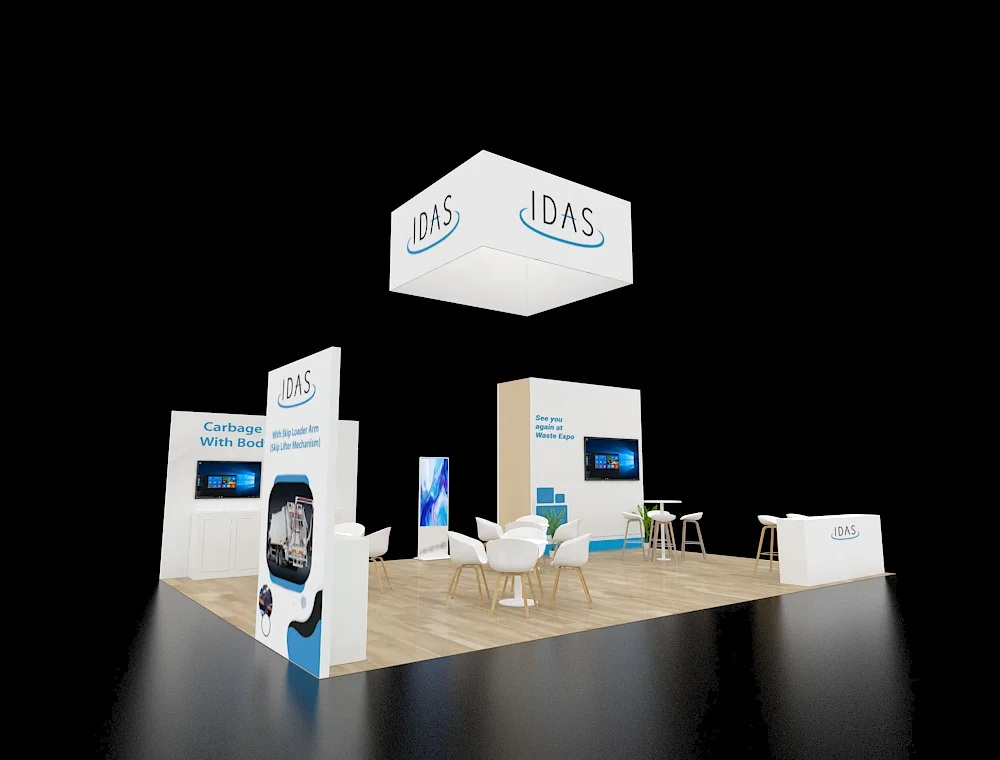 IDAS
IDAS
IDAS
With Skip Loader Arm
(Skip Lifter Mechanism)
Carbage
With Bod
See you
again at
Waste Expo
IDAS